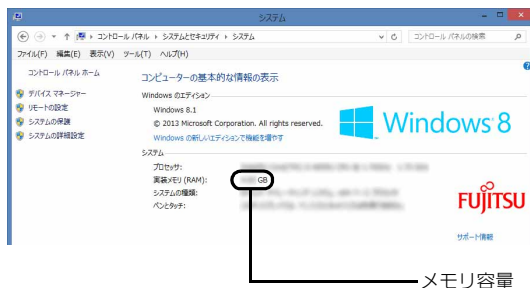 システム
コントロール パネル ▸ システムとセキュリティ ▸ システム
コントロール パネルの検索
ファイル(F) 編集(E) 表示(V) ツール(T) ヘルプ(H)
コントロール パネル ホーム
デバイス マネージャー
リモートの設定
システムの保護
システムの詳細設定
コンピューターの基本的な情報の表示
Windows のエディション
Windows 8.1
© 2013 Microsoft Corporation. All rights reserved.
Windows の新しいエディションで機能を増やす
Windows 8
システム
プロセッサ:
実装メモリ (RAM): GB
システムの種類:
ペンとタッチ:
FUJITSU
サポート情報
メモリ容量